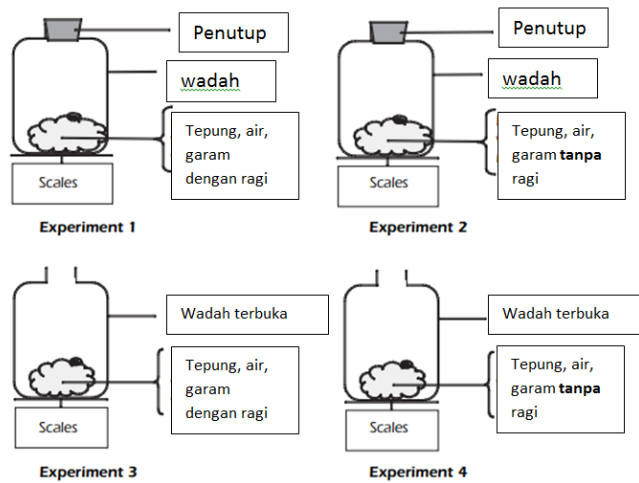 Penutup
wadah
Tepung, air,
garam
dengan ragi
Scales
Experiment 1
Penutup
wadah
Tepung, air,
garam tanpa
ragi
Scales
Experiment 2
Wadah terbuka
Tepung, air,
garam
dengan ragi
Scales
Experiment 3
Wadah terbuka
Tepung, air,
garam tanpa
ragi
Scales
Experiment 4